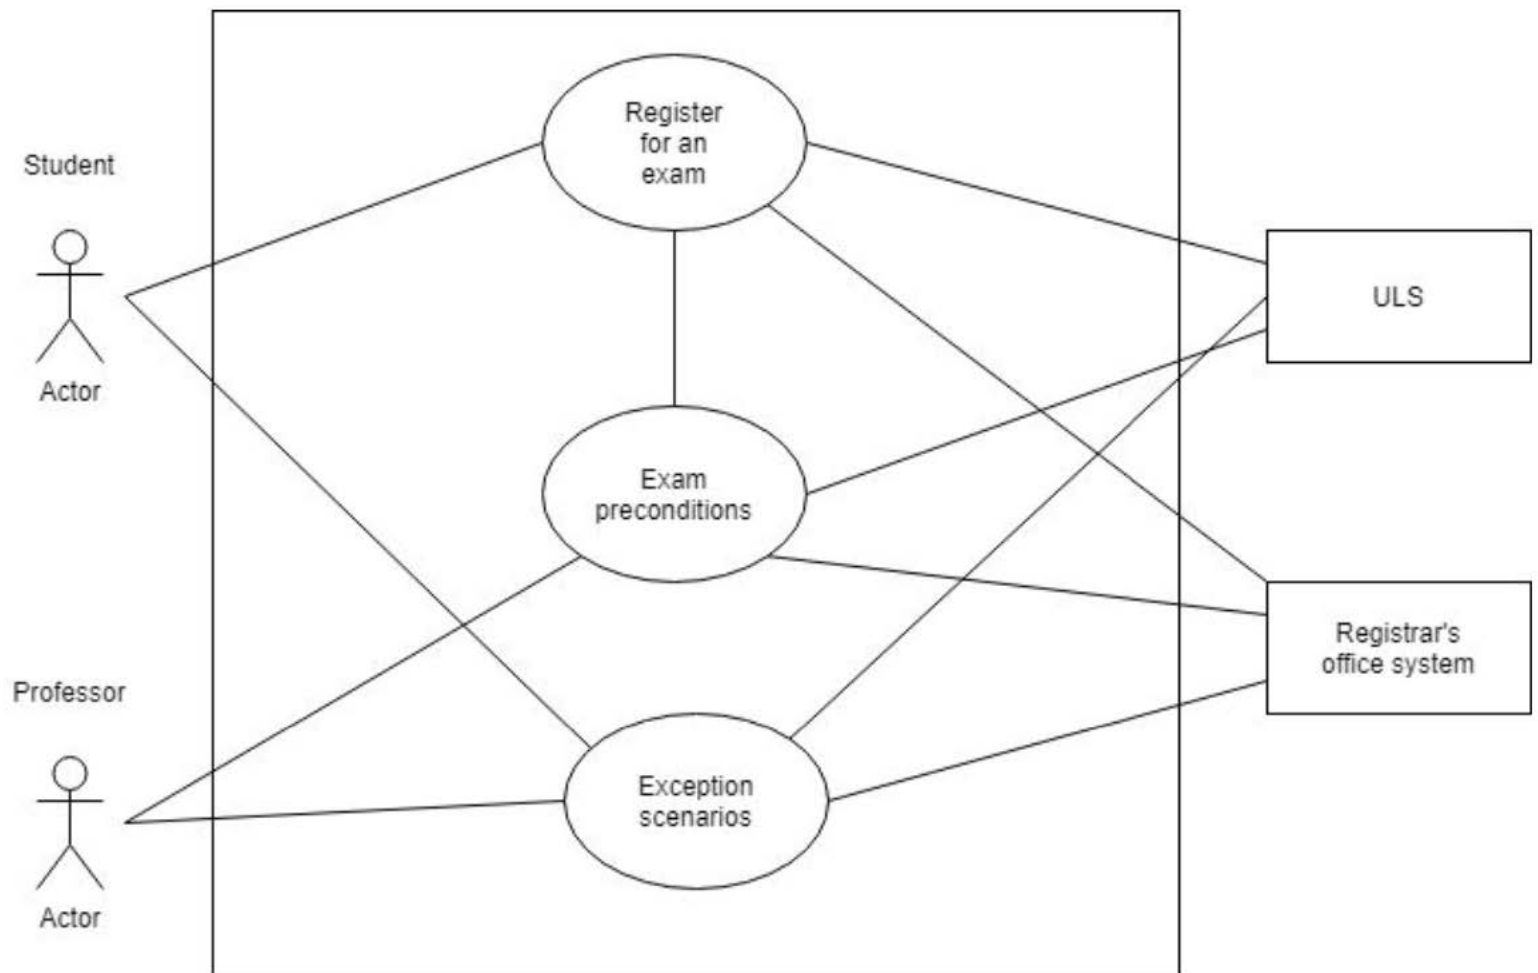 Register
for an
exam
Student
Actor
ULS
Exam
preconditions
Registrar's
office system
Professor
Actor
Exception
scenarios